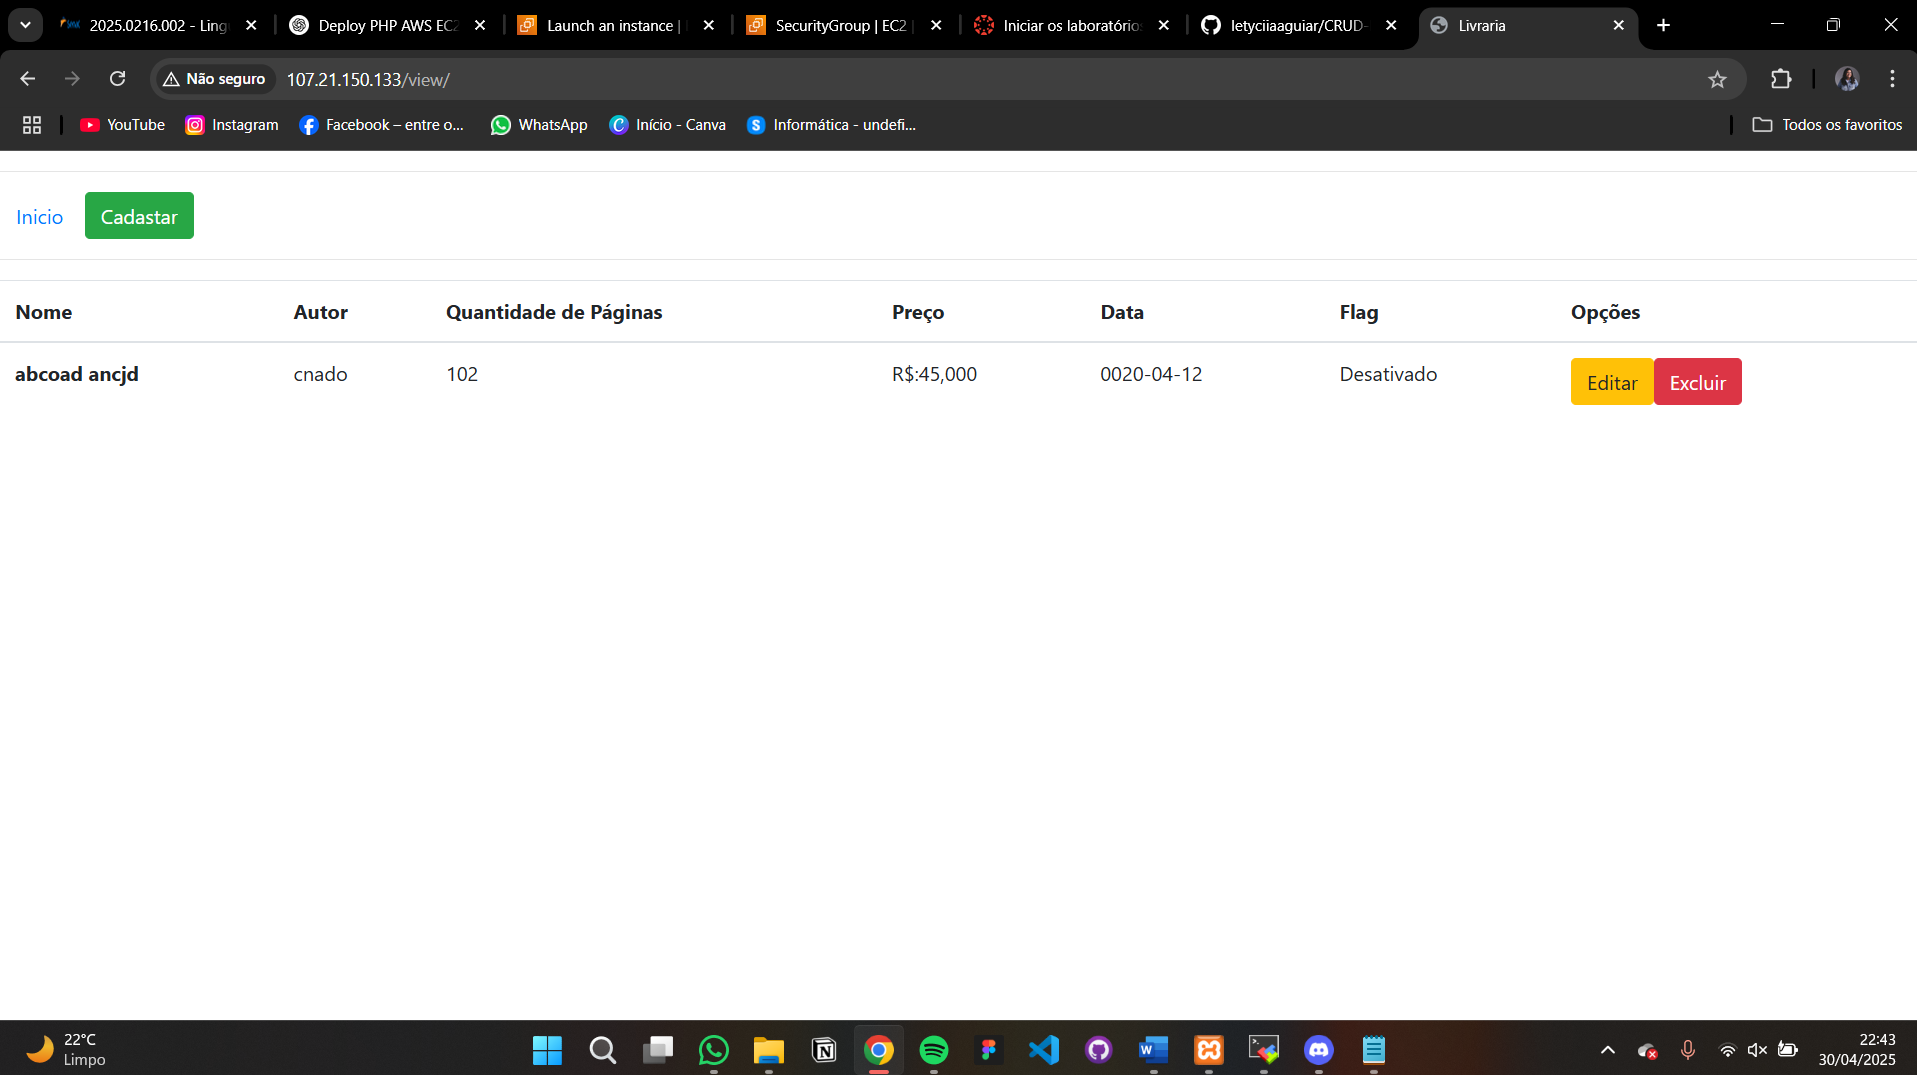 2025.0216.002 - Ling
Deploy PHP AWS EC2
Launch an instance |
SecurityGroup | EC2
Iniciar os laboratório
letyciiaaguiar/CRUD-
Livraria
Não seguro
107.21.150.133/view/
YouTube
Instagram
Facebook – entre o...
WhatsApp
Início - Canva
Informática - undefi...
Todos os favoritos
Inicio
Cadastar
Nome Autor Quantidade de Páginas Preço Data Flag Opções
abcoad ancjd cnado 102 R$:45,000 0020-04-12 Desativado Editar Excluir
22°C
Limpo
22:43
30/04/2025